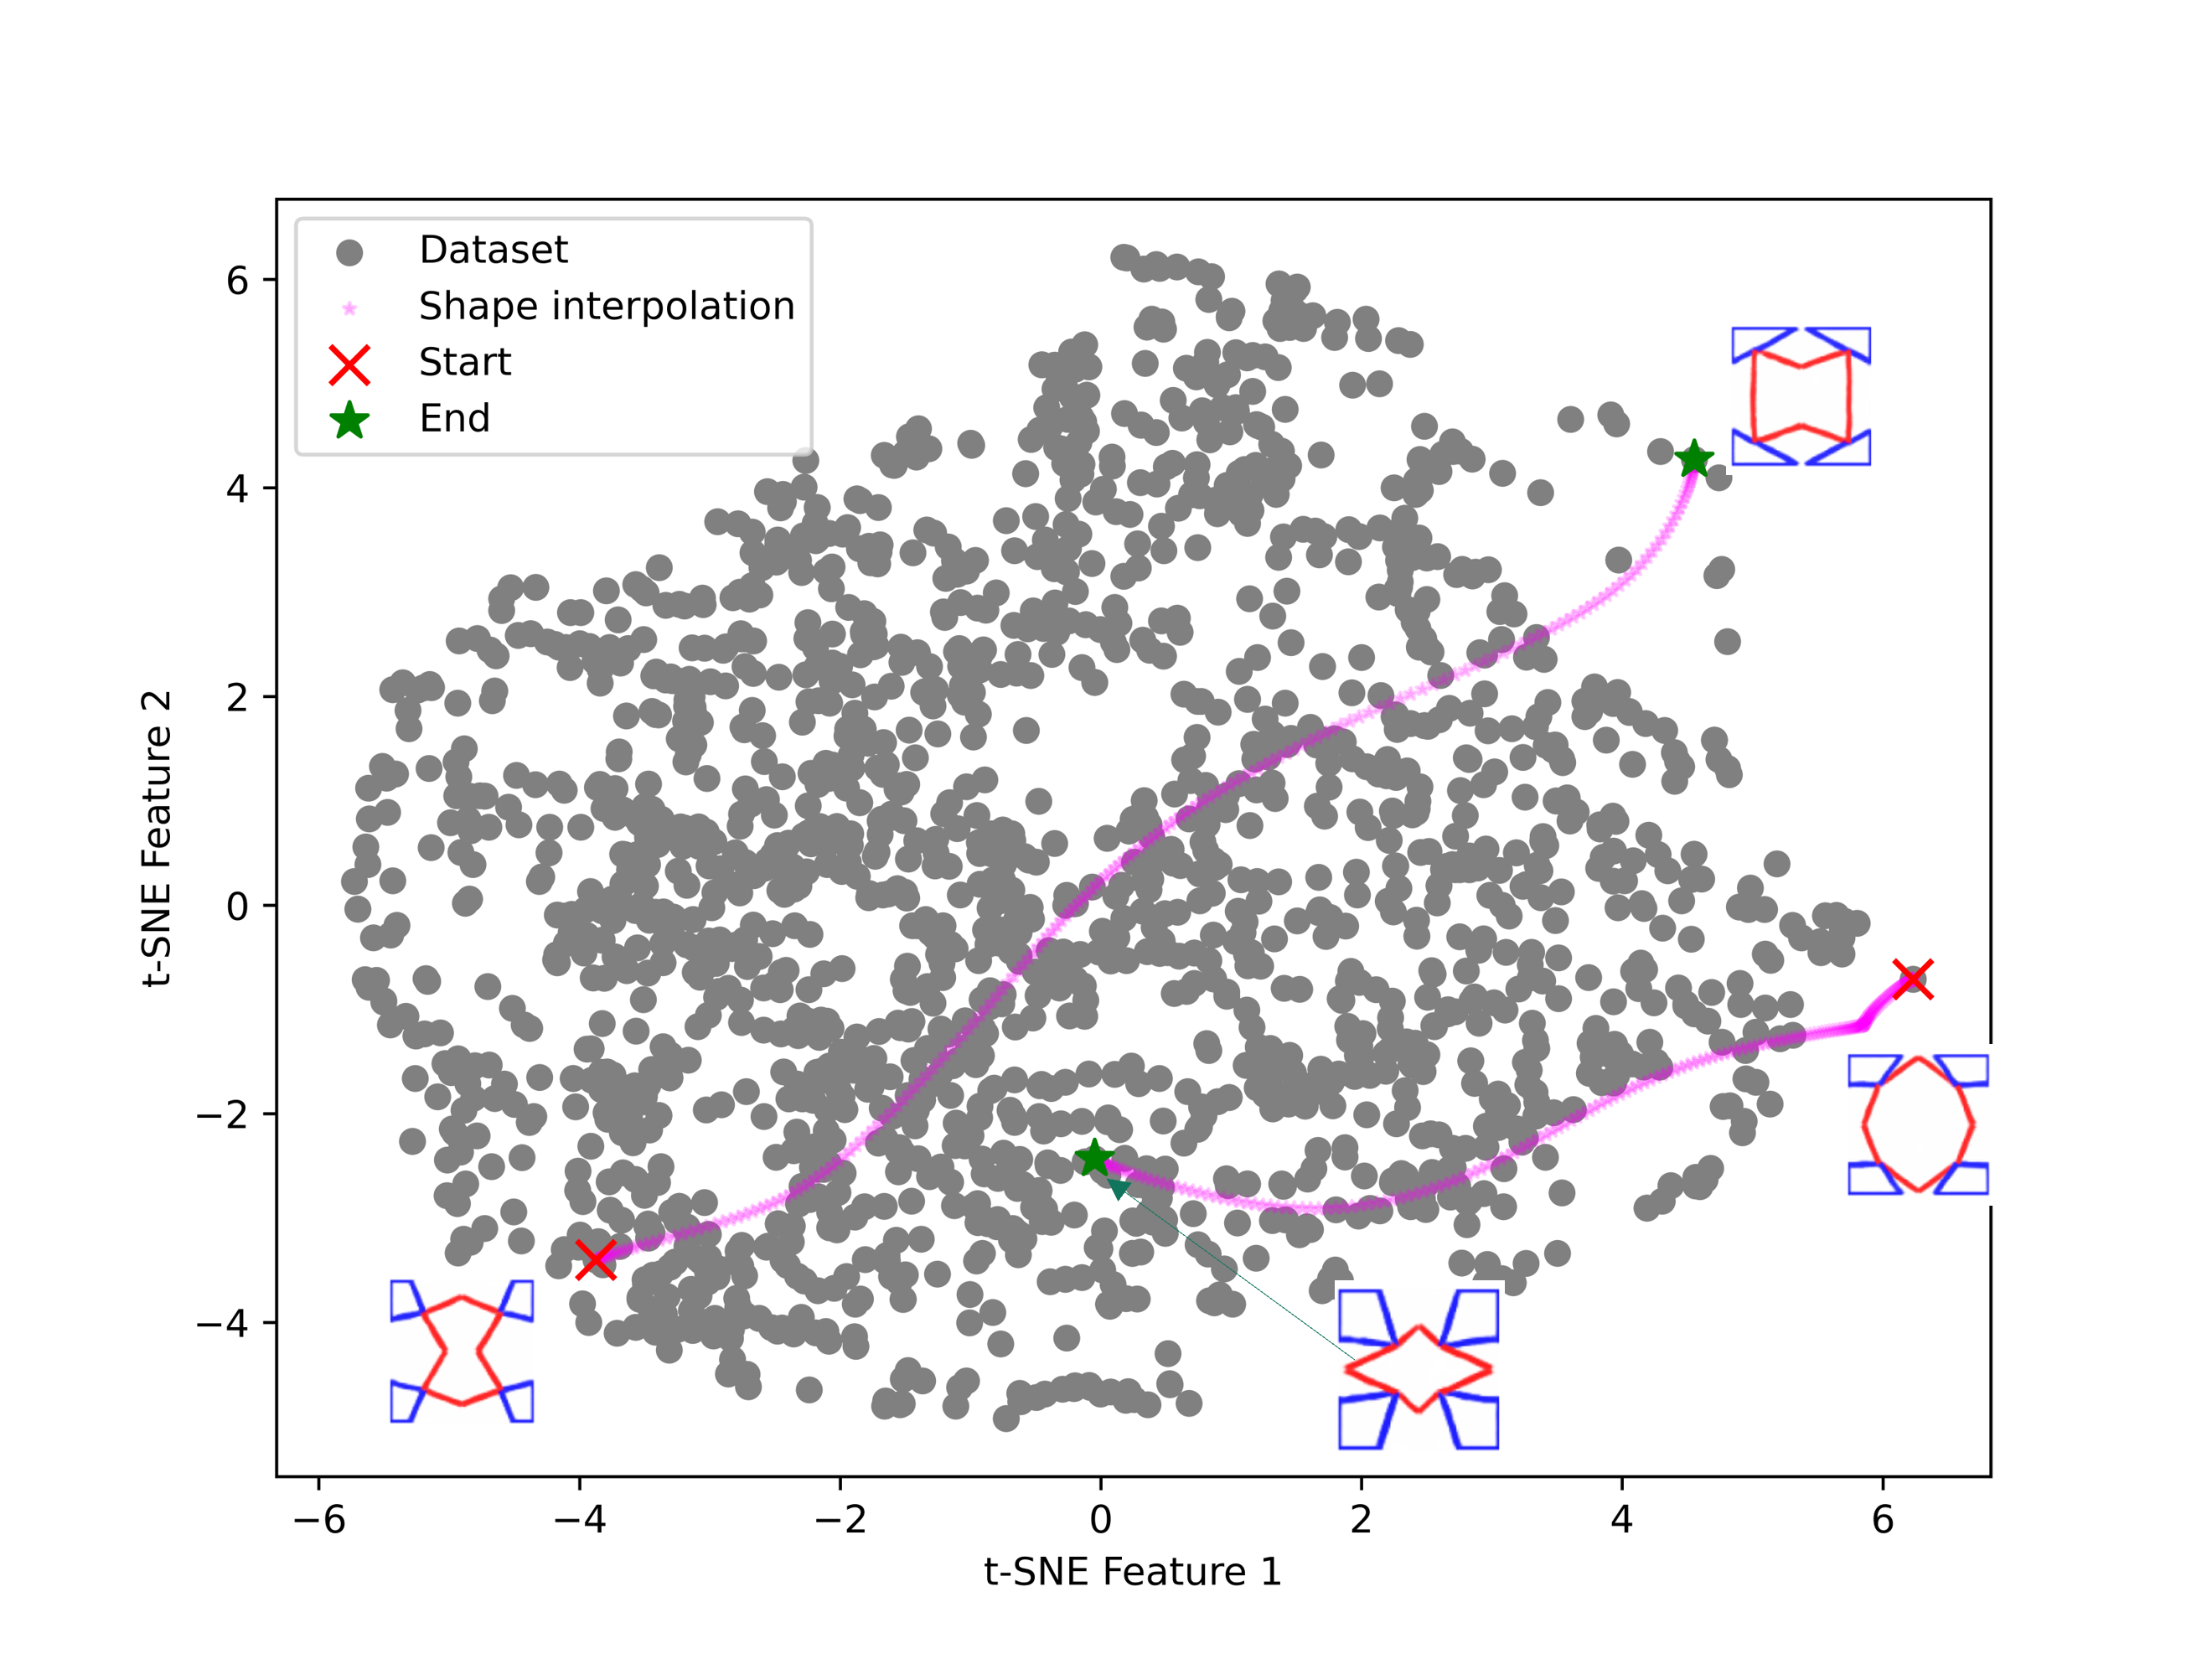 Dataset
Shape interpolation
Start
End
6
4
2
0
−2
−4
−6
−4
−2
0
2
4
6
t-SNE Feature 1
t-SNE Feature 2